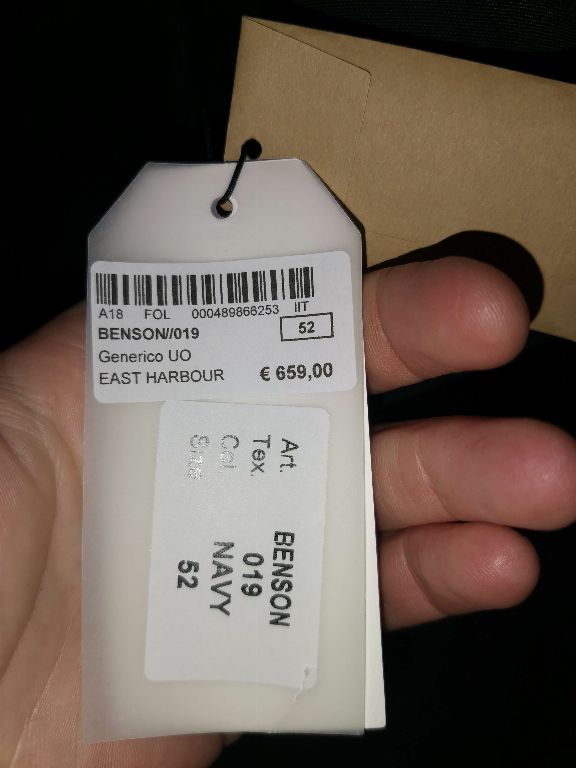 A18 FOL 000489866253 IIT
BENSON//019 52
Generico UO
EAST HARBOUR € 659,00
Art. BENSON
Tex. 019
Col. NAVY
Size 52